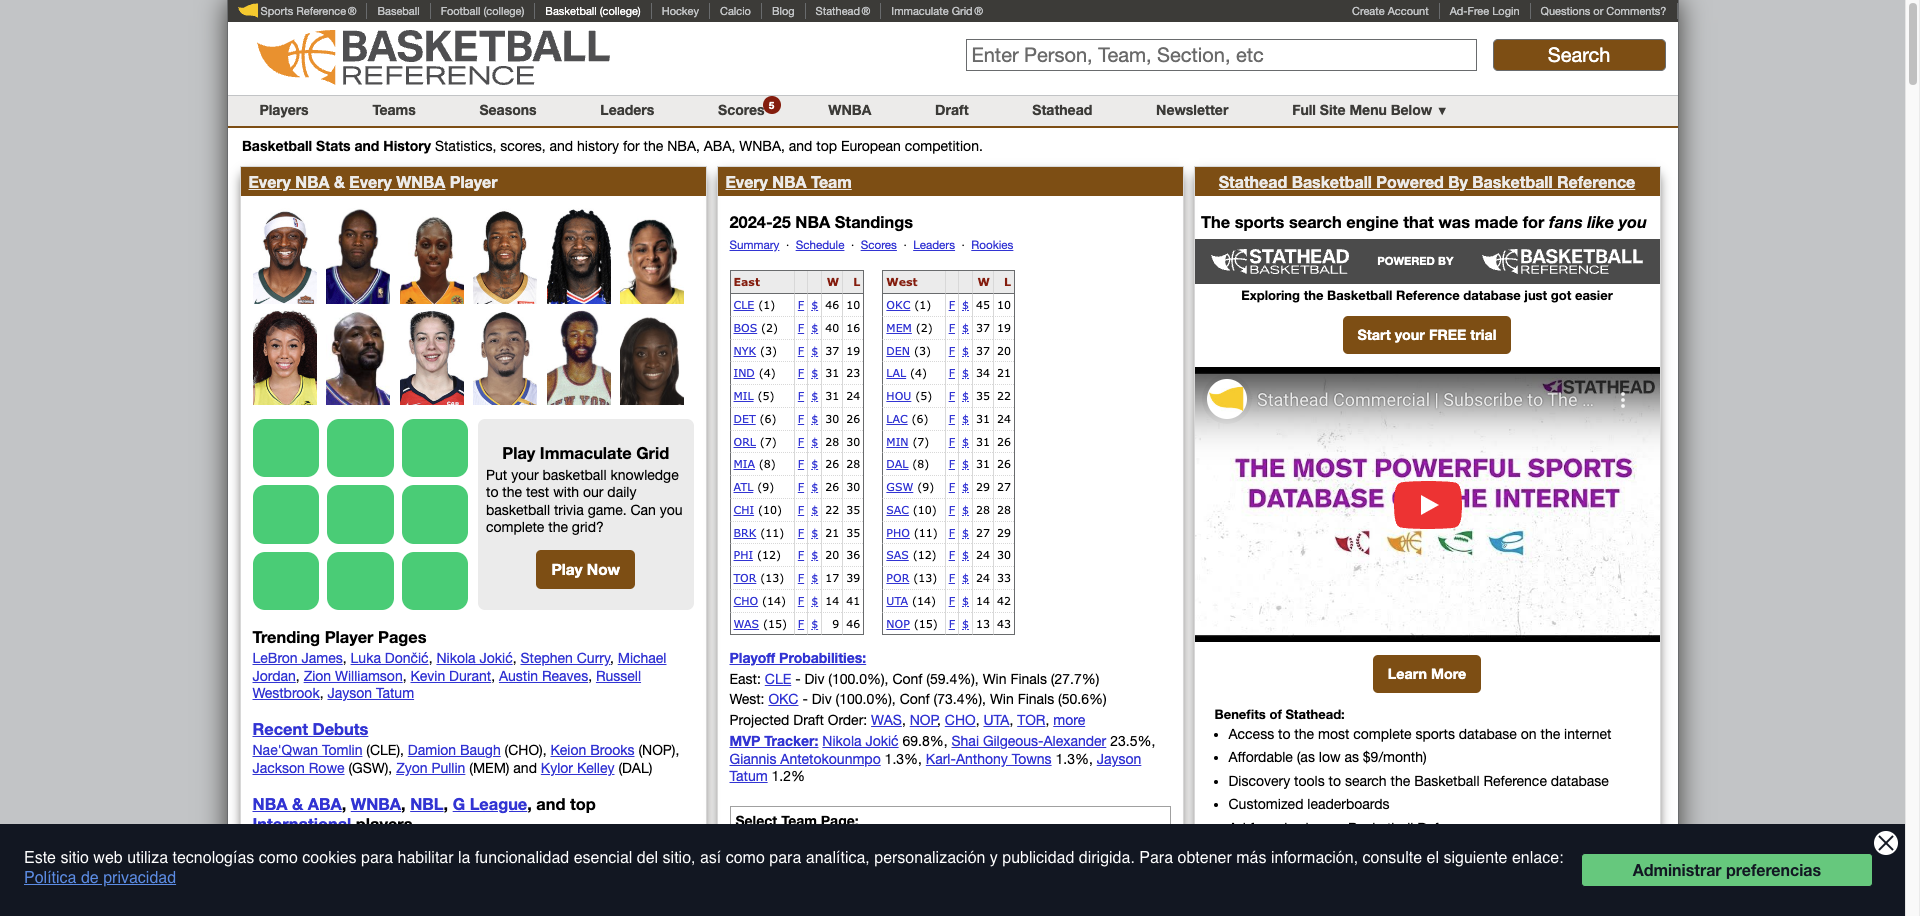 Sports Reference®
Baseball
Football (college)
Basketball (college)
Hockey
Calcio
Blog
Stathead®
Immaculate Grid®
Create Account
Ad-Free Login
Questions or Comments?
BASKETBALL
REFERENCE
Enter Person, Team, Section, etc
Search
Players
Teams
Seasons
Leaders
Scores 5
WNBA
Draft
Stathead
Newsletter
Full Site Menu Below ▼
Basketball Stats and History Statistics, scores, and history for the NBA, ABA, WNBA, and top European competition.
Every NBA & Every WNBA Player
Play Immaculate Grid
Put your basketball knowledge
to the test with our daily
basketball trivia game. Can you
complete the grid?
Play Now
Trending Player Pages
LeBron James, Luka Dončić, Nikola Jokić, Stephen Curry, Michael
Jordan, Zion Williamson, Kevin Durant, Austin Reaves, Russell
Westbrook, Jayson Tatum
Recent Debuts
Nae'Qwan Tomlin (CLE), Damion Baugh (CHO), Keion Brooks (NOP),
Jackson Rowe (GSW), Zyon Pullin (MEM) and Kylor Kelley (DAL)
NBA & ABA, WNBA, NBL, G League, and top
International players
Every NBA Team
2024-25 NBA Standings
Summary · Schedule · Scores · Leaders · Rookies
East W L
CLE (1) F $ 46 10
BOS (2) F $ 40 16
NYK (3) F $ 37 19
IND (4) F $ 31 23
MIL (5) F $ 31 24
DET (6) F $ 30 26
ORL (7) F $ 28 30
MIA (8) F $ 26 28
ATL (9) F $ 26 30
CHI (10) F $ 22 35
BRK (11) F $ 21 35
PHI (12) F $ 20 36
TOR (13) F $ 17 39
CHO (14) F $ 14 41
WAS (15) F $ 9 46
West W L
OKC (1) F $ 45 10
MEM (2) F $ 37 19
DEN (3) F $ 37 20
LAL (4) F $ 34 21
HOU (5) F $ 35 22
LAC (6) F $ 31 24
MIN (7) F $ 31 26
DAL (8) F $ 31 26
GSW (9) F $ 29 27
SAC (10) F $ 28 28
PHO (11) F $ 27 29
SAS (12) F $ 24 30
POR (13) F $ 24 33
UTA (14) F $ 14 42
NOP (15) F $ 13 43
Playoff Probabilities:
East: CLE - Div (100.0%), Conf (59.4%), Win Finals (27.7%)
West: OKC - Div (100.0%), Conf (73.4%), Win Finals (50.6%)
Projected Draft Order: WAS, NOP, CHO, UTA, TOR, more
MVP Tracker: Nikola Jokić 69.8%, Shai Gilgeous-Alexander 23.5%,
Giannis Antetokounmpo 1.3%, Karl-Anthony Towns 1.3%, Jayson
Tatum 1.2%
Select Team Page:
Stathead Basketball Powered By Basketball Reference
The sports search engine that was made for fans like you
STATHEAD
BASKETBALL
POWERED BY
BASKETBALL
REFERENCE
Exploring the Basketball Reference database just got easier
Start your FREE trial
STATHEAD
Stathead Commercial | Subscribe to The ...
THE MOST POWERFUL SPORTS
DATABASE THE INTERNET
Learn More
Benefits of Stathead:
• Access to the most complete sports database on the internet
• Affordable (as low as $9/month)
• Discovery tools to search the Basketball Reference database
• Customized leaderboards
Este sitio web utiliza tecnologías como cookies para habilitar la funcionalidad esencial del sitio, así como para analítica, personalización y publicidad dirigida. Para obtener más información, consulte el siguiente enlace:
Política de privacidad
Administrar preferencias